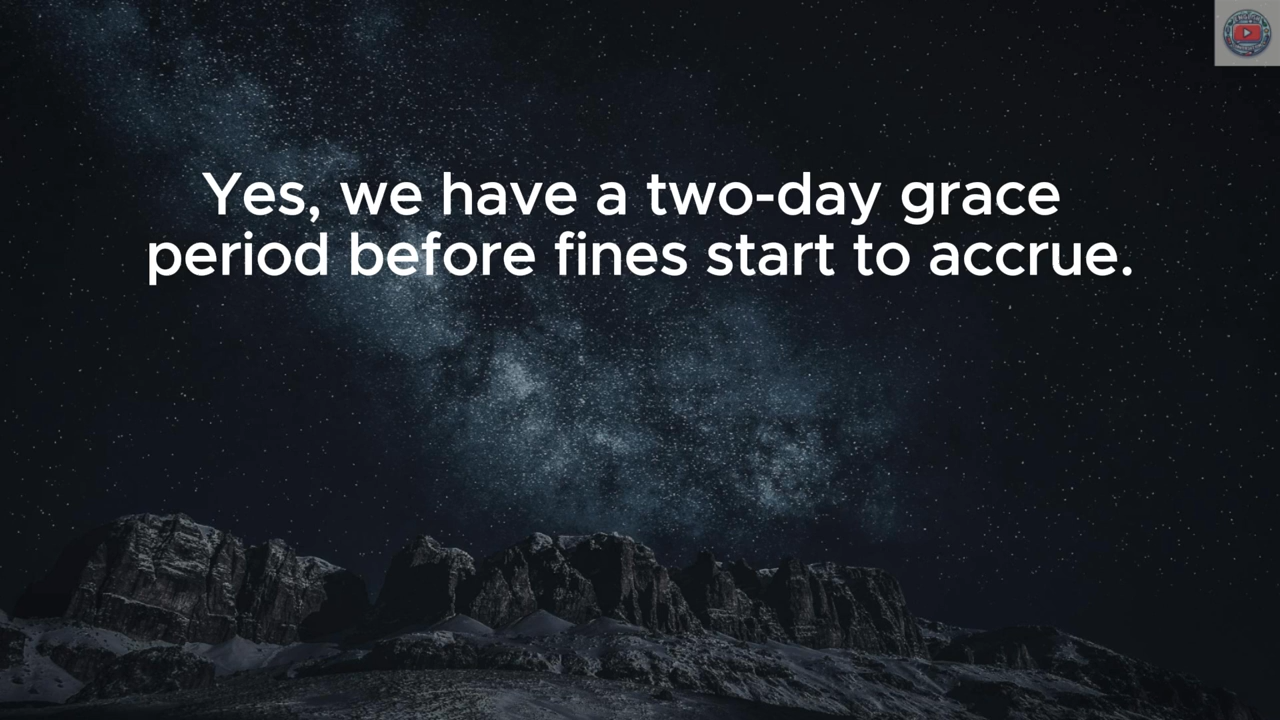 Yes, we have a two-day grace
period before fines start to accrue.